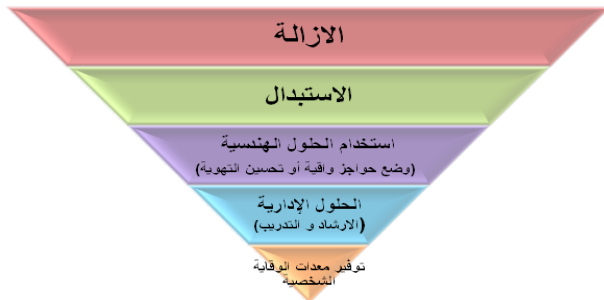 الازالة
الاستبدال
استخدام الحلول الهندسية
(وضع حواجز واقية أو تحسين التهوية)
الحلول الإدارية
(الارشاد و التدريب)
توفير معدات الوقاية
الشخصية